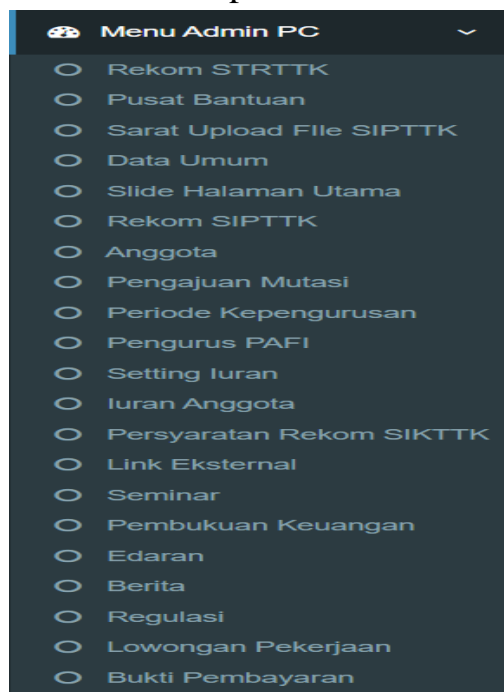 Menu Admin PC
Rekom STRTTK
Pusat Bantuan
Sarat Upload FIle SIPTTK
Data Umum
Slide Halaman Utama
Rekom SIPTTK
Anggota
Pengajuan Mutasi
Periode Kepengurusan
Pengurus PAFI
Setting Iuran
Iuran Anggota
Persyaratan Rekom SIKTTK
Link Eksternal
Seminar
Pembukuan Keuangan
Edaran
Berita
Regulasi
Lowongan Pekerjaan
Bukti Pembayaran